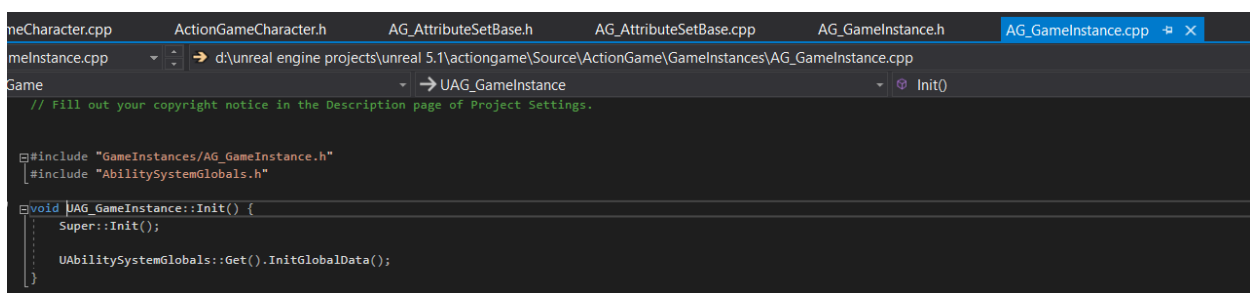 meCharacter.cpp ActionGameCharacter.h AG_AttributeSetBase.h AG_AttributeSetBase.cpp AG_GameInstance.h AG_GameInstance.cpp
meInstance.cpp d:\unreal engine projects\unreal 5.1\actiongame\Source\ActionGame\GameInstances\AG_GameInstance.cpp
Game UAG_GameInstance Init()
// Fill out your copyright notice in the Description page of Project Settings.
#include "GameInstances/AG_GameInstance.h"
#include "AbilitySystemGlobals.h"
void UAG_GameInstance::Init() {
Super::Init();
UAbilitySystemGlobals::Get().InitGlobalData();
}